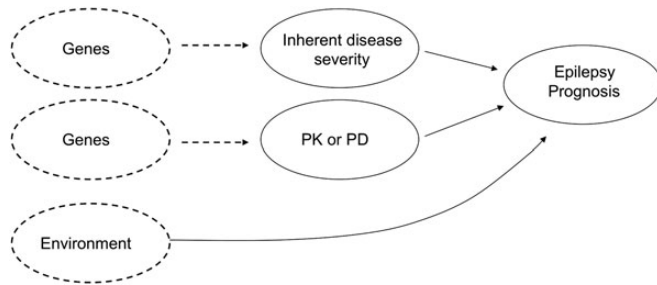 Genes
Inherent disease
severity
Epilepsy
Prognosis
Genes
PK or PD
Environment